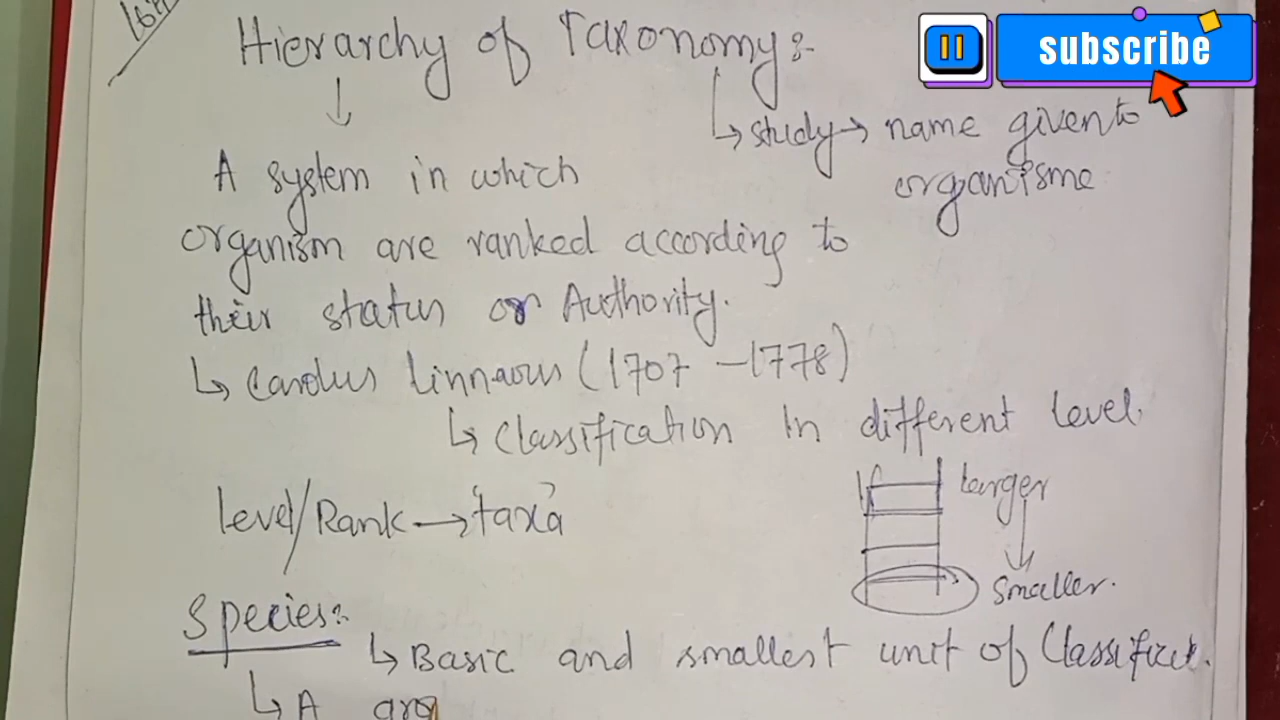 Hierarchy of Taxonomy:-
↓
↳ study → name given to
organisms
A system in which
organism are ranked according to
their status or Authority.
↳ Carolus linnaous (1707 - 1778)
↳ Classification In different level.
Level/Rank → 'taxa'
Larger
↓
Smaller.
Species:
↳ Basic and smallest unit of Classificat.
↳ A gro
subscribe